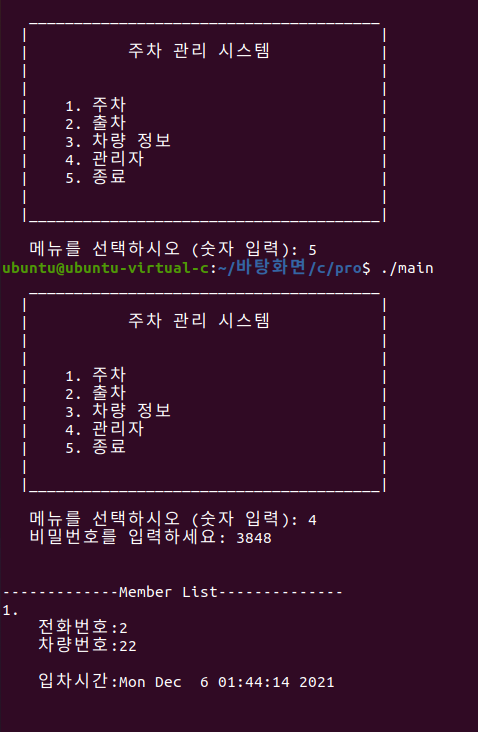 주차 관리 시스템
1. 주차
2. 출차
3. 차량 정보
4. 관리자
5. 종료
메뉴를 선택하시오 (숫자 입력): 5
ubuntu@ubuntu-virtual-c:~/바탕화면/c/pro$ ./main
주차 관리 시스템
1. 주차
2. 출차
3. 차량 정보
4. 관리자
5. 종료
메뉴를 선택하시오 (숫자 입력): 4
비밀번호를 입력하세요: 3848
-------------Member List--------------
1.
전화번호:2
차량번호:22
입차시간:Mon Dec  6 01:44:14 2021